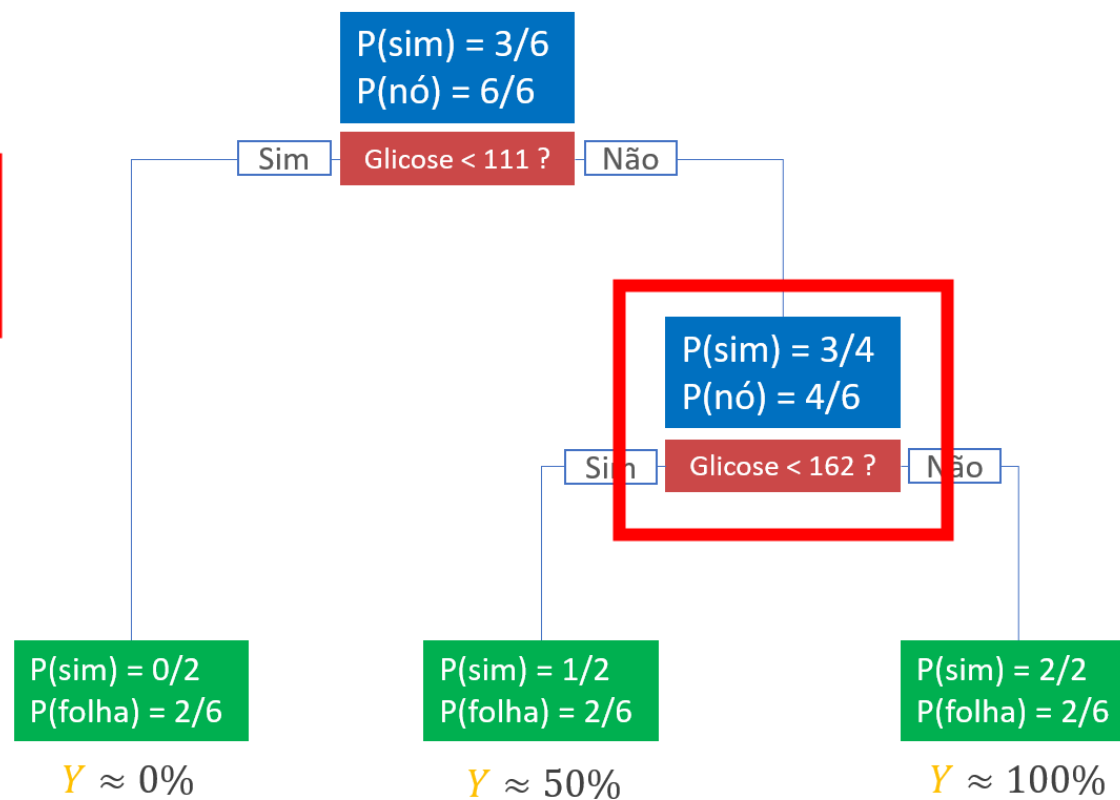 P(sim) = 3/6
P(nó) = 6/6
Sim
Glicose < 111 ?
Não
P(sim) = 3/4
P(nó) = 4/6
Sim
Glicose < 162 ?
Não
P(sim) = 0/2
P(folha) = 2/6
P(sim) = 1/2
P(folha) = 2/6
P(sim) = 2/2
P(folha) = 2/6
Y ≈ 0%
Y ≈ 50%
Y ≈ 100%